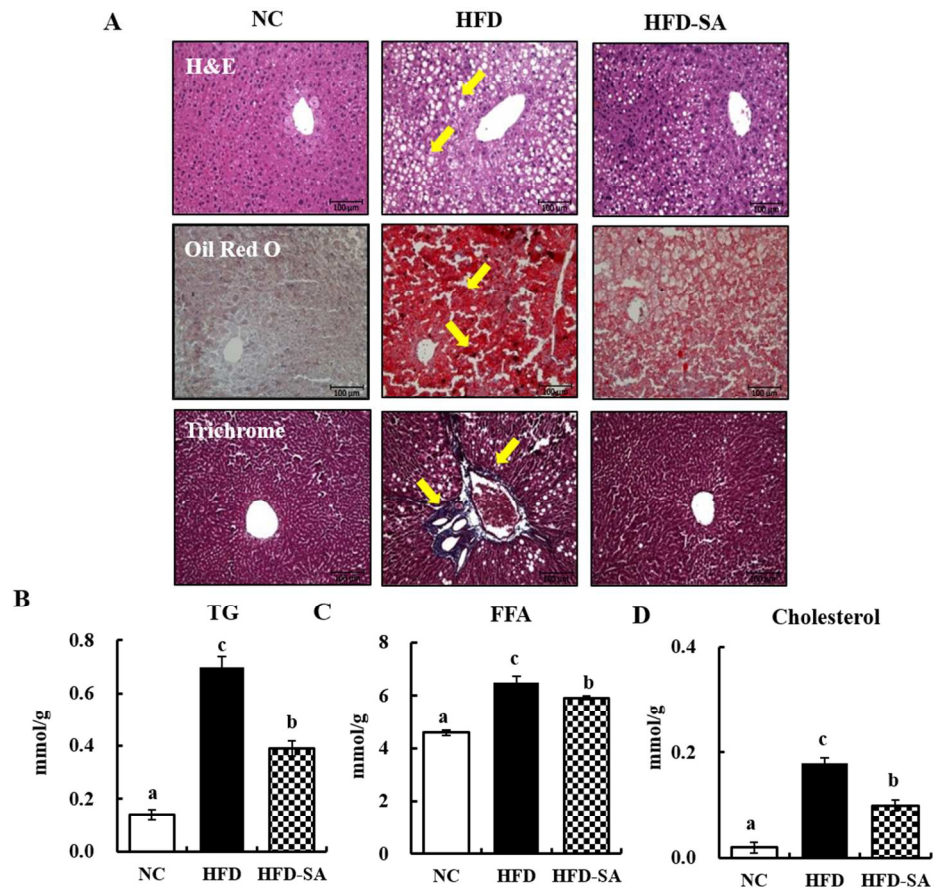 A
NC
HFD
HFD-SA
H&E
100 µm
100 µm
100 µm
Oil Red O
100 µm
100 µm
100 µm
Trichrome
B
TG
C
FFA
D
Cholesterol
mmol/g
0.8
0.6
0.4
0.2
0.0
a
c
b
NC
HFD
HFD-SA
mmol/g
8
6
4
2
0
a
c
b
NC
HFD
HFD-SA
mmol/g
0.4
0.2
0.0
a
c
b
NC
HFD
HFD-SA